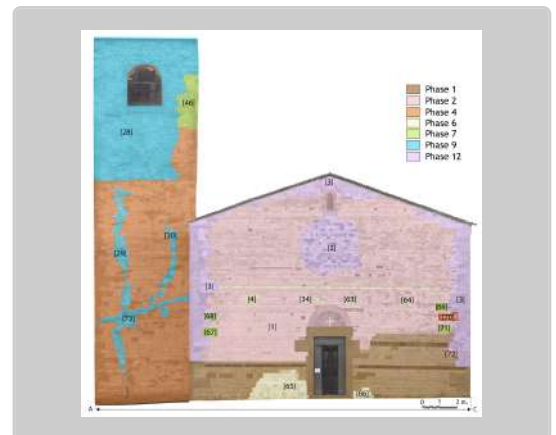 Phase 1
Phase 2
Phase 4
Phase 6
Phase 7
Phase 9
Phase 12
[46]
[28]
[3]
[30]
[2]
[29]
[3]
[4]
[34]
[63]
[64]
[3]
[73]
[68]
[67]
[1]
[71]
[72]
[65]
[66]
0 1 2 m.
A
C